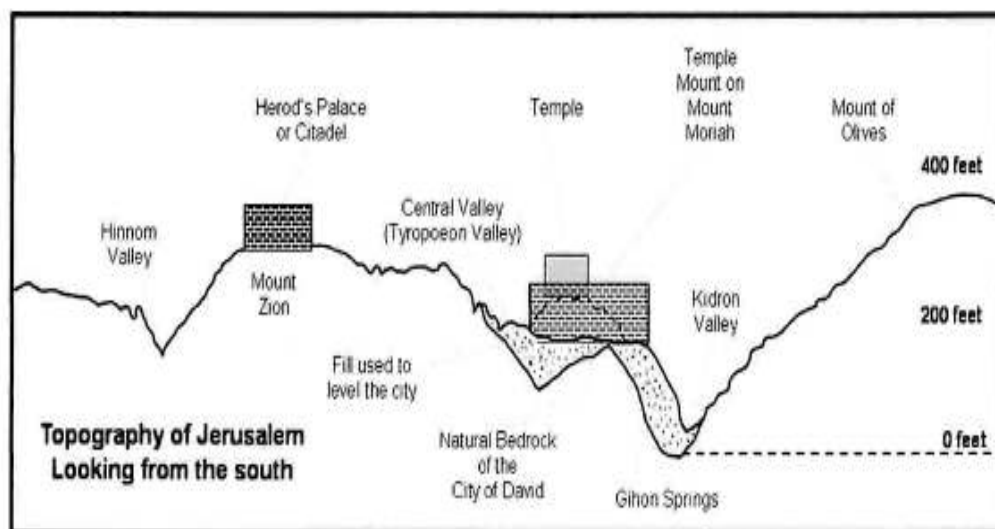 Herod's Palace
or Citadel
Temple
Temple
Mount on
Mount
Moriah
Mount of
Olives
400 feet
Hinnom
Valley
Central Valley
(Tyropoeon Valley)
Mount
Zion
Kidron
Valley
200 feet
Fill used to
level the city
Topography of Jerusalem
Looking from the south
Natural Bedrock
of the
City of David
Gihon Springs
0 feet